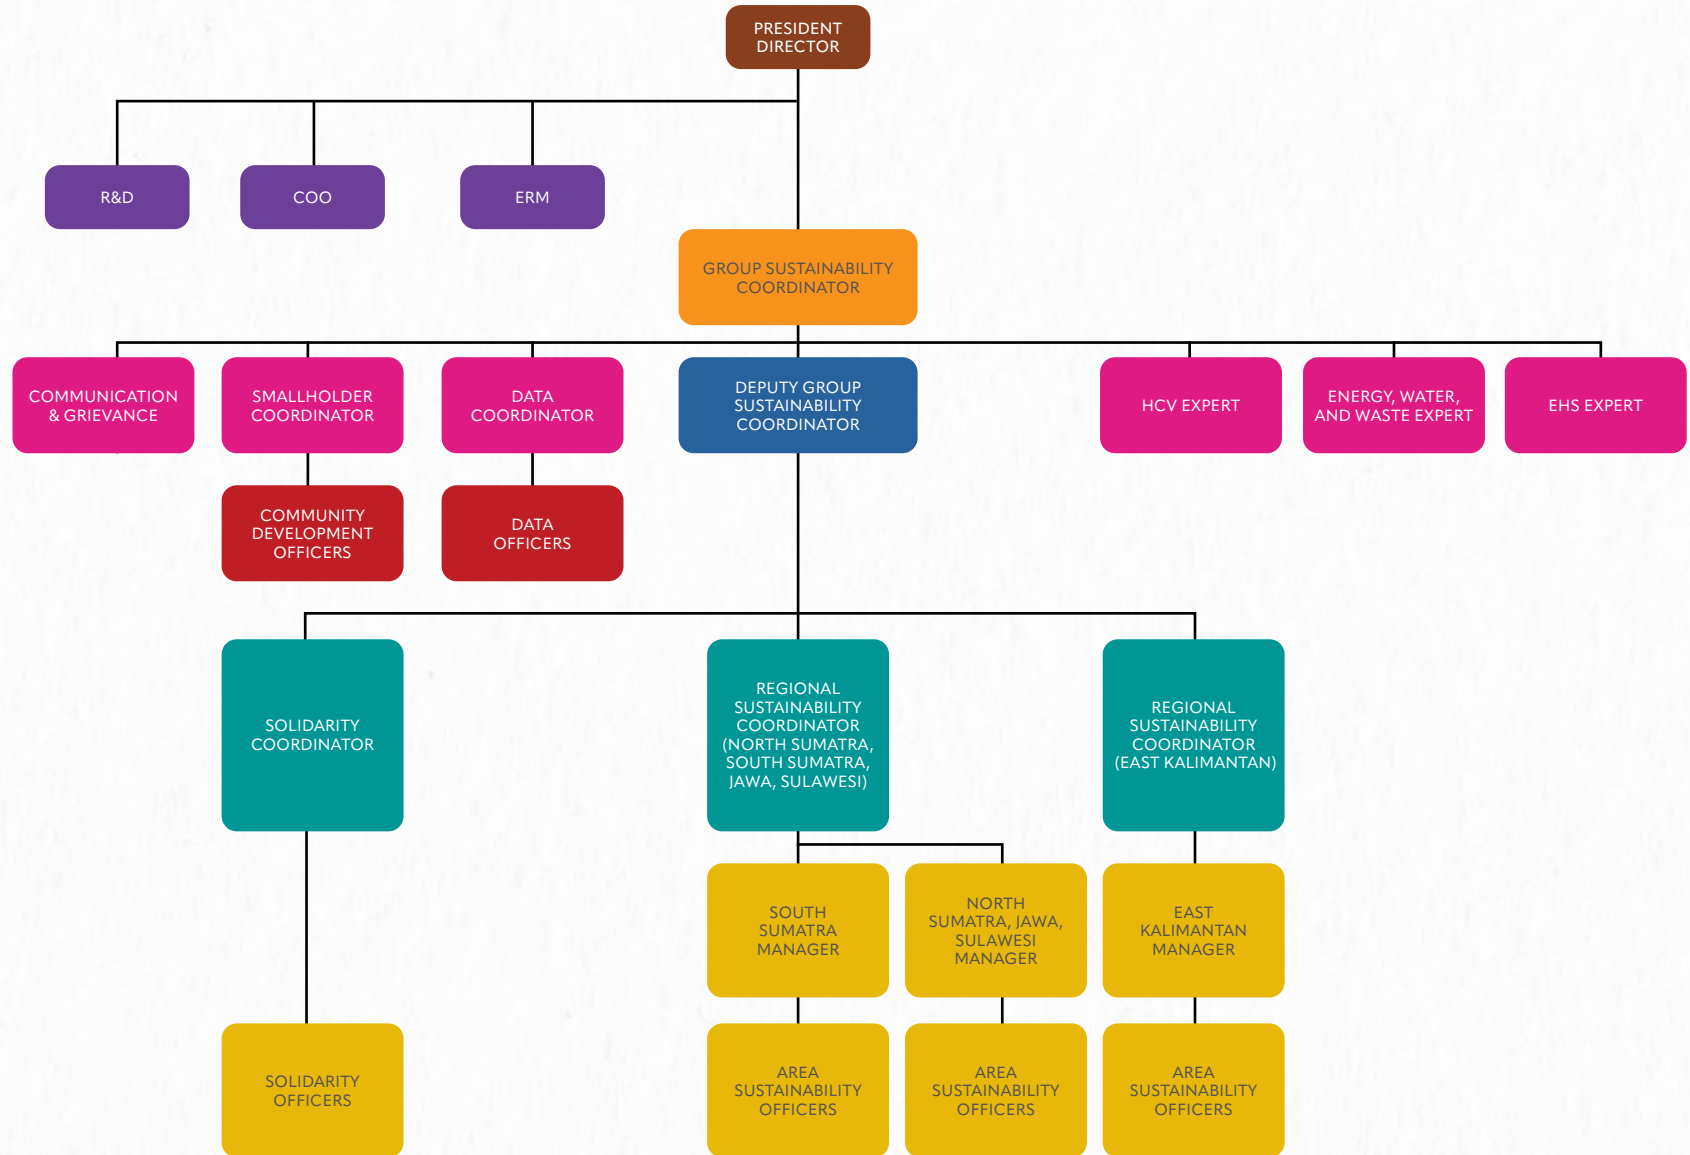 PRESIDENT
DIRECTOR
R&D
COO
ERM
GROUP SUSTAINABILITY
COORDINATOR
COMMUNICATION
& GRIEVANCE
SMALLHOLDER
COORDINATOR
DATA
COORDINATOR
DEPUTY GROUP
SUSTAINABILITY
COORDINATOR
HCV EXPERT
ENERGY, WATER,
AND WASTE EXPERT
EHS EXPERT
COMMUNITY
DEVELOPMENT
OFFICERS
DATA
OFFICERS
SOLIDARITY
COORDINATOR
REGIONAL
SUSTAINABILITY
COORDINATOR
(NORTH SUMATRA,
SOUTH SUMATRA,
JAWA, SULAWESI)
REGIONAL
SUSTAINABILITY
COORDINATOR
(EAST KALIMANTAN)
SOUTH
SUMATRA
MANAGER
NORTH
SUMATRA, JAWA,
SULAWESI
MANAGER
EAST
KALIMANTAN
MANAGER
SOLIDARITY
OFFICERS
AREA
SUSTAINABILITY
OFFICERS
AREA
SUSTAINABILITY
OFFICERS
AREA
SUSTAINABILITY
OFFICERS